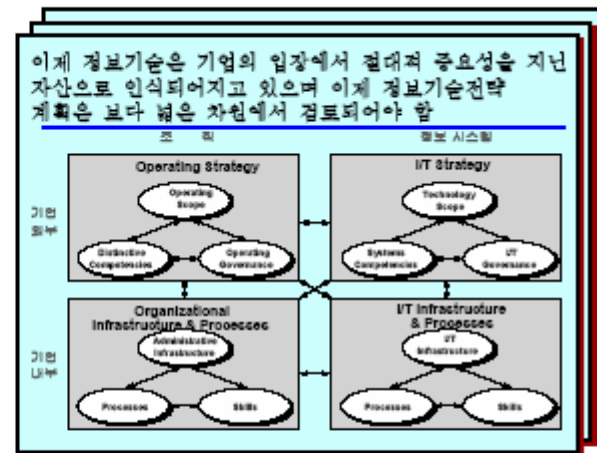 이제 정보기술은 기업의 입장에서 절대적 중요성을 지닌
자산으로 인식되어지고 있으며 이제 정보기술전략
계획은 보다 넓은 차원에서 검토되어야 함
조 직
정보 시스템
Operating Strategy
I/T Strategy
Operating
Scope
Technology
Scope
기업
외부
Distinctive
Competencies
Operating
Governance
Systems
Competencies
I/T
Governance
Organizational
Infrastructure & Processes
I/T Infrastructure
& Processes
Administrative
Infrastructure
I/T
Infrastructure
기업
내부
Processes
Skills
Processes
Skills